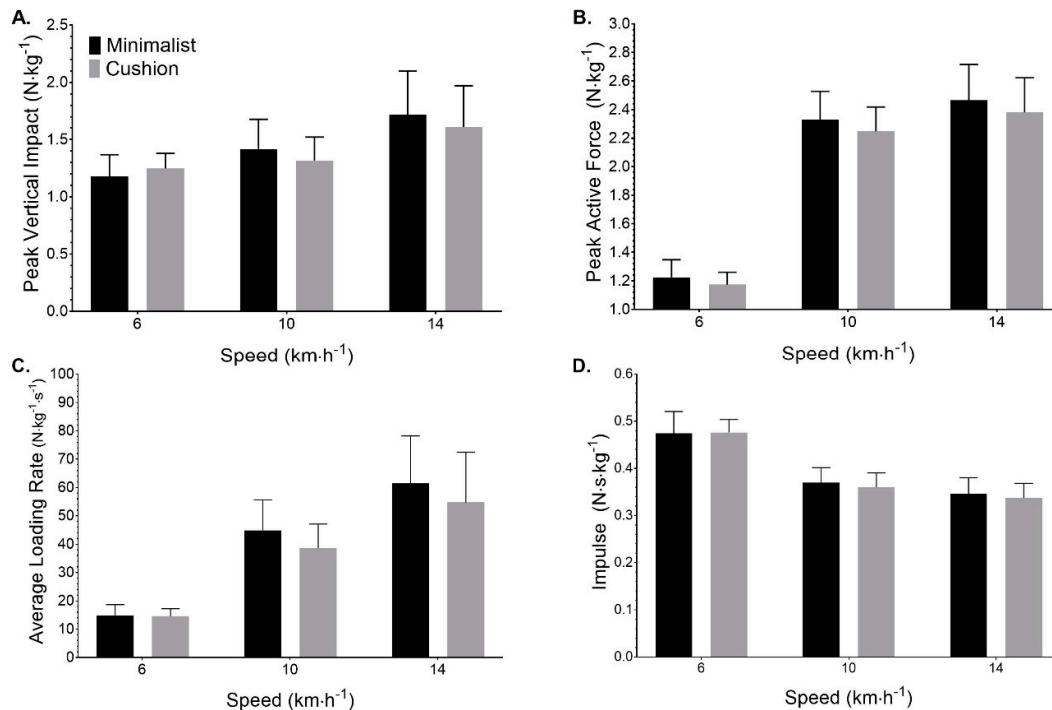 A.
Peak Vertical Impact (N·kg⁻¹)
2.5
2.0
1.5
1.0
0.5
0.0
Minimalist
Cushion
6 10 14
Speed (km·h⁻¹)
B.
Peak Active Force (N·kg⁻¹)
3.0
2.8
2.6
2.4
2.2
2.0
1.8
1.6
1.4
1.2
1.0
6 10 14
Speed (km·h⁻¹)
C.
Average Loading Rate (N·kg⁻¹·s⁻¹)
100
90
80
70
60
50
40
30
20
10
0
6 10 14
Speed (km·h⁻¹)
D.
Impulse (N·s·kg⁻¹)
0.6
0.5
0.4
0.3
0.2
0.1
0.0
6 10 14
Speed (km·h⁻¹)